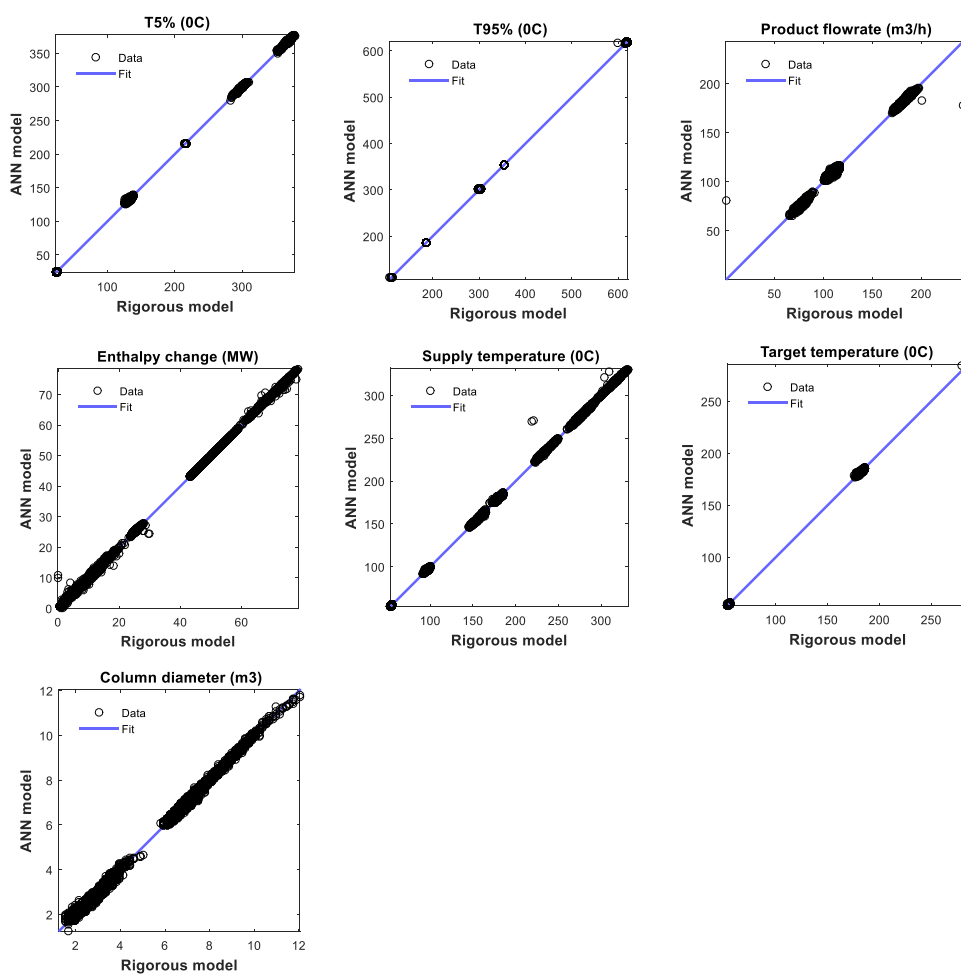 T5% (0C)
350
300
250
200
150
100
50
100
200
300
ANN model
Rigorous model
Data
Fit
T95% (0C)
600
500
400
300
200
200
300
400
500
600
ANN model
Rigorous model
Data
Fit
Product flowrate (m3/h)
200
150
100
50
50
100
150
200
ANN model
Rigorous model
Data
Fit
Enthalpy change (MW)
70
60
50
40
30
20
10
0
0
20
40
60
ANN model
Rigorous model
Data
Fit
Supply temperature (0C)
300
250
200
150
100
100
150
200
250
300
ANN model
Rigorous model
Data
Fit
Target temperature (0C)
250
200
150
100
100
150
200
250
ANN model
Rigorous model
Data
Fit
Column diameter (m3)
12
10
8
6
4
2
2
4
6
8
10
12
ANN model
Rigorous model
Data
Fit